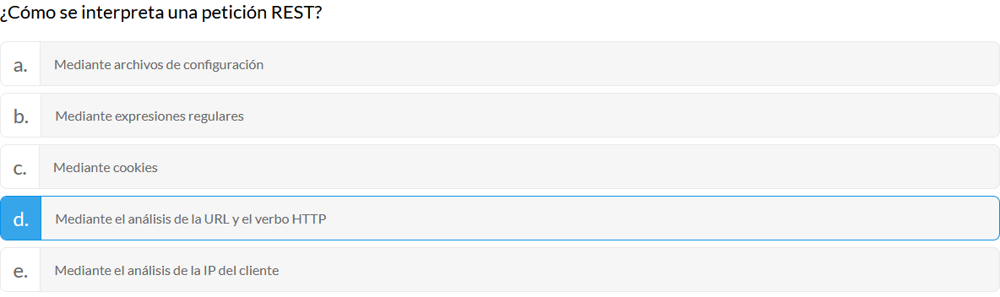 ¿Cómo se interpreta una petición REST?
a. Mediante archivos de configuración
b. Mediante expresiones regulares
c. Mediante cookies
d. Mediante el análisis de la URL y el verbo HTTP
e. Mediante el análisis de la IP del cliente